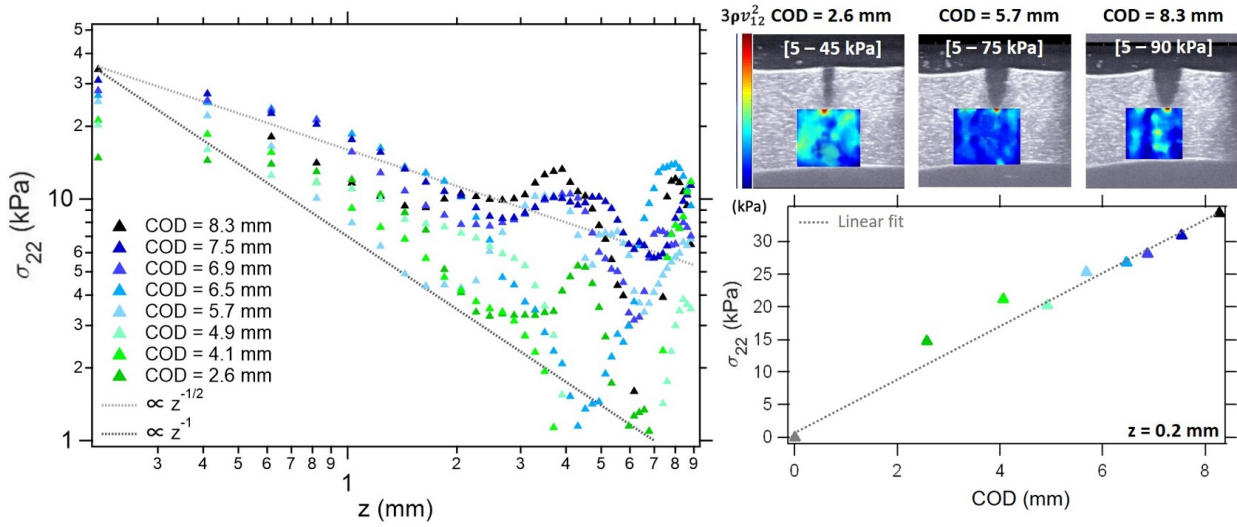 σ22 (kPa)
5
4
3
2
10
9
8
7
6
5
4
3
2
1
COD = 8.3 mm
COD = 7.5 mm
COD = 6.9 mm
COD = 6.5 mm
COD = 5.7 mm
COD = 4.9 mm
COD = 4.1 mm
COD = 2.6 mm
∝ z^-1/2
∝ z^-1
3 4 5 6 7 8 9 1 2 3 4 5 6 7 8 9
z (mm)
3ρv₁₂² COD = 2.6 mm COD = 5.7 mm COD = 8.3 mm
[5 – 45 kPa] [5 – 75 kPa] [5 – 90 kPa]
(kPa)
Linear fit
σ22 (kPa)
30
25
20
15
10
5
0
z = 0.2 mm
0 2 4 6 8
COD (mm)